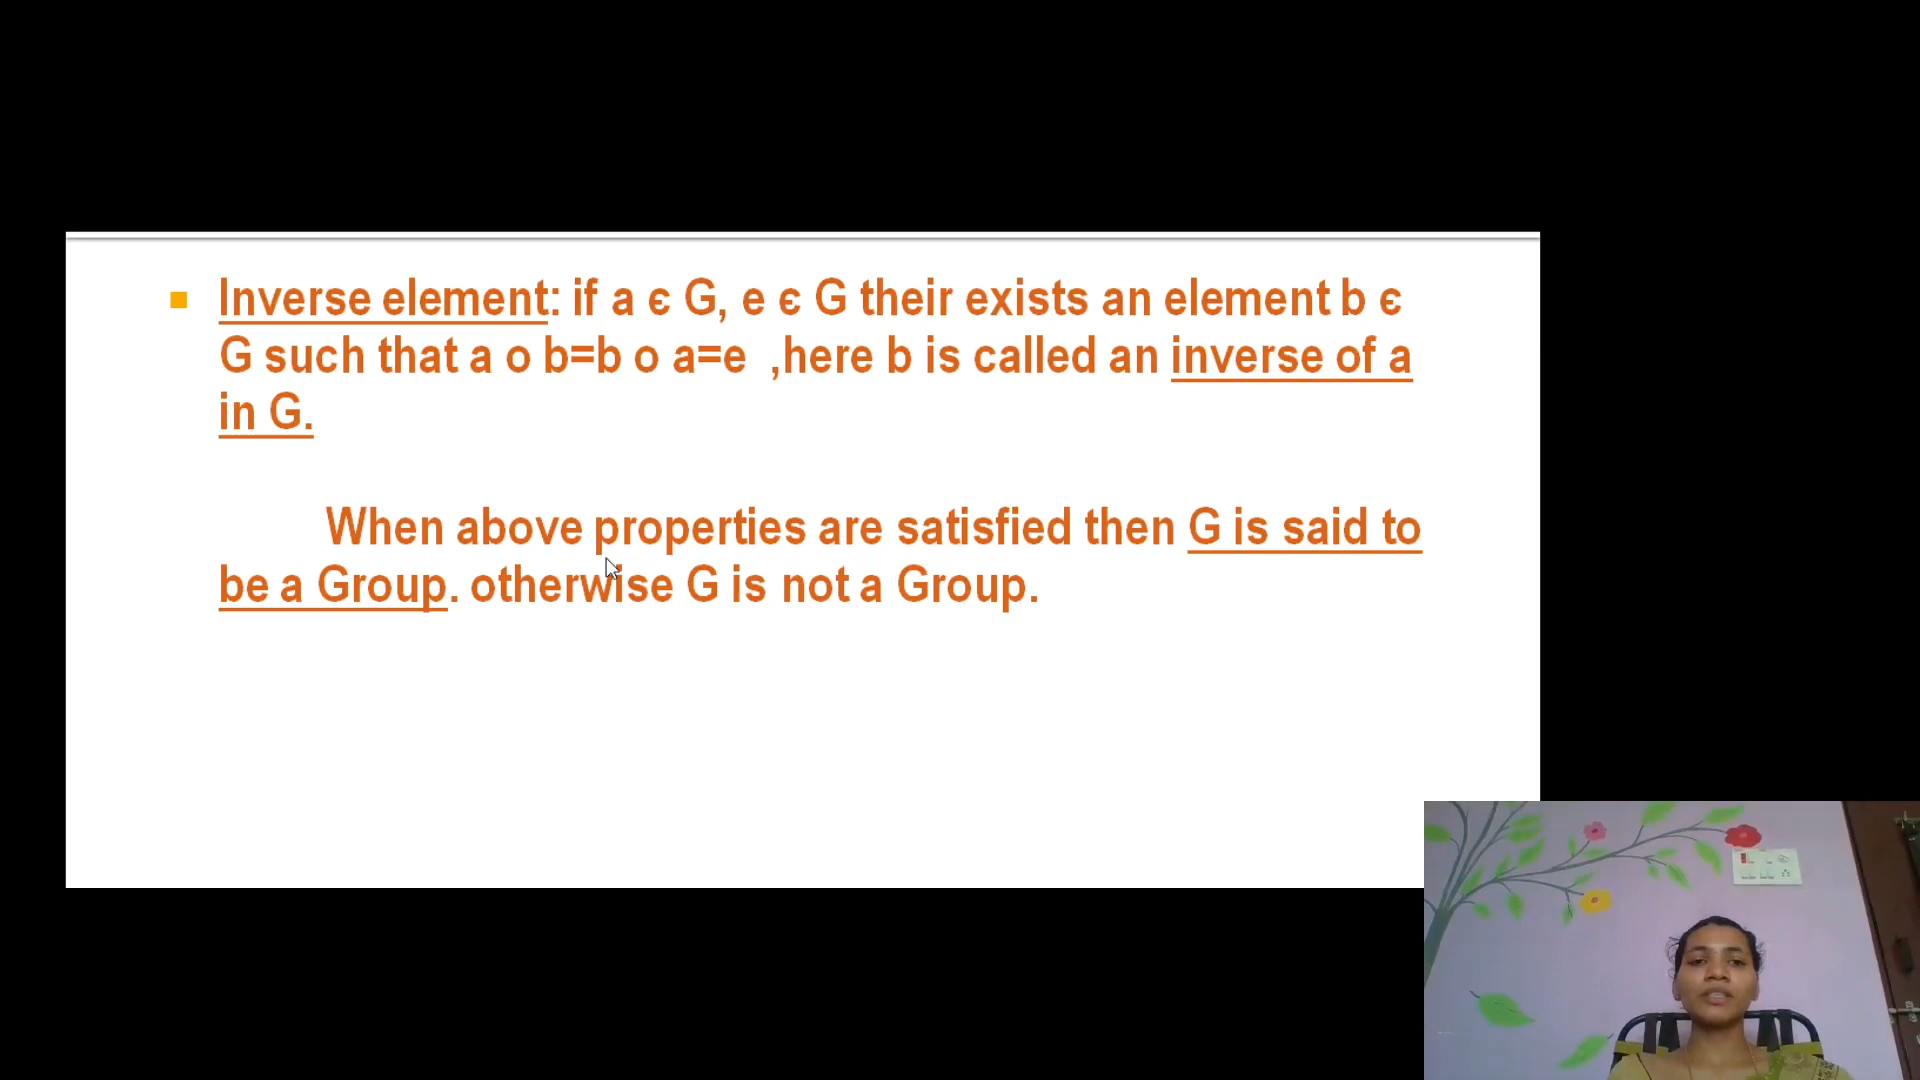 Inverse element: if a є G, e є G their exists an element b є
G such that a o b=b o a=e  ,here b is called an inverse of a
in G.
When above properties are satisfied then G is said to
be a Group. otherwise G is not a Group.